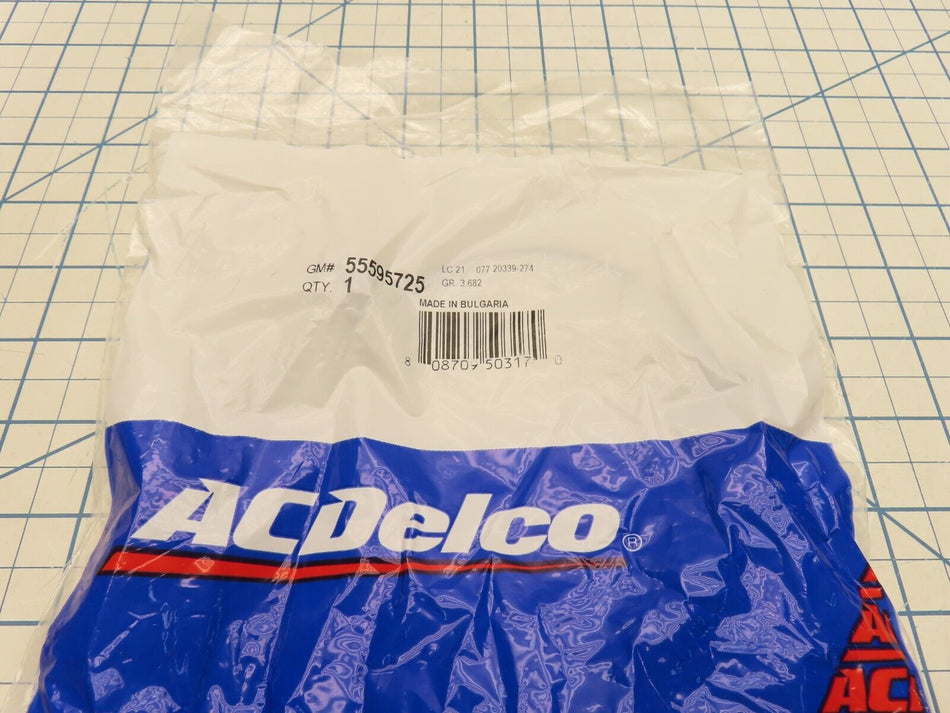 GM# 55595725 LC 21 077 20339-274
QTY. 1 GR. 3.682
MADE IN BULGARIA
8 08709 50317 0
ACDelco®